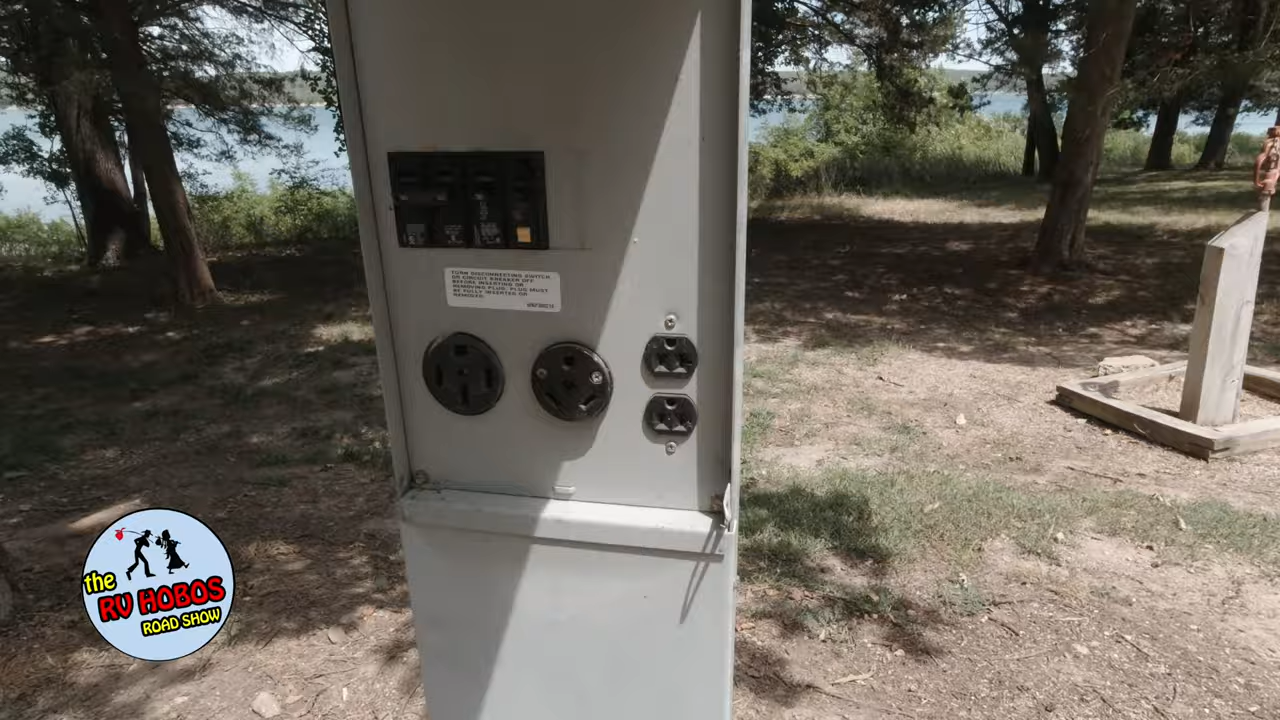 TURN DISCONNECTING SWITCH
OR CIRCUIT BREAKER OFF
BEFORE INSERTING OR
REMOVING PLUG. PLUG MUST
BE FULLY INSERTED OR
REMOVED.
the
RV HOBOS
ROAD SHOW